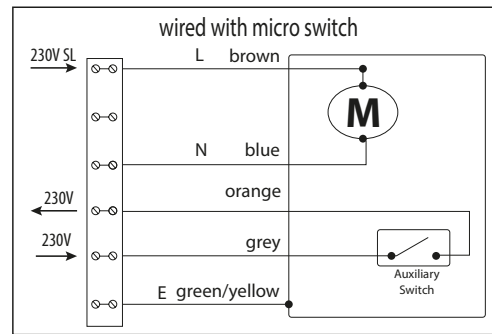 wired with micro switch
230V SL
L brown
M
N blue
230V
orange
230V
grey
Auxiliary
Switch
E green/yellow